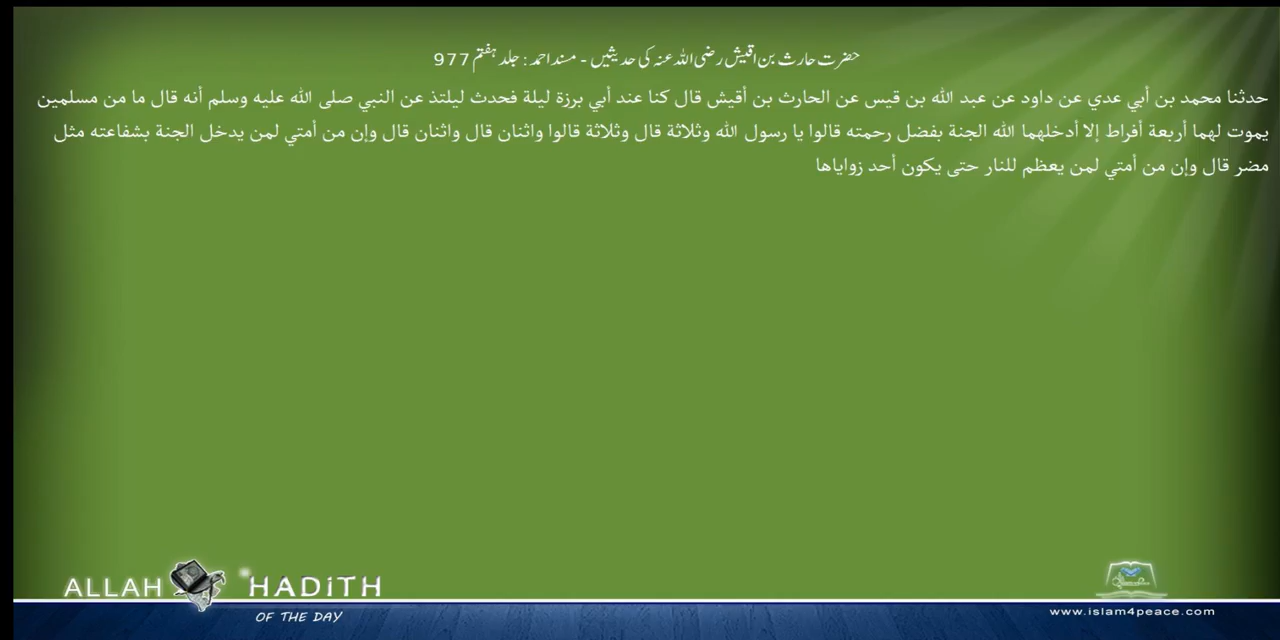 حضرت حارث بن اقیش رضی اللہ عنہ کی حدیثیں - مسند احمد: جلد ہفتم 977
حدثنا محمد بن أبي عدي عن داود عن عبد الله بن قيس عن الحارث بن أقيش قال كنا عند أبي برزة ليلة فحدث ليلتذ عن النبي صلى الله عليه وسلم أنه قال ما من مسلمين
يموت لهما أربعة أفراط إلا أدخلهما الله الجنة بفضل رحمته قالوا يا رسول الله وثلاثة قال وثلاثة قالوا واثنان قال واثنان قال وإن من أمتي لمن يدخل الجنة بشفاعته مثل
مضر قال وإن من أمتي لمن يعظم للنار حتى يكون أحد زواياها
ALLAH HADITH
OF THE DAY
www.islam4peace.com